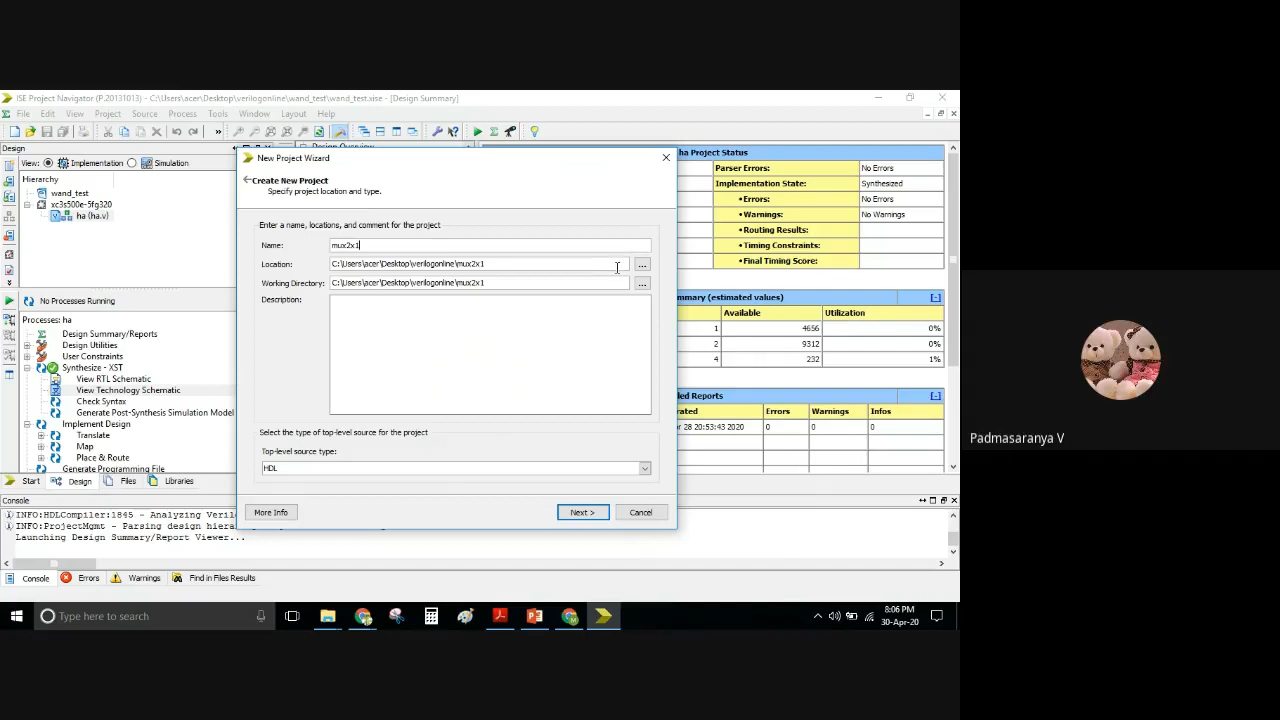 ISE Project Navigator (P.20131013) - C:\Users\acer\Desktop\verilogonline\wand_test\wand_test.xise - [Design Summary]
File Edit View Project Source Process Tools Window Layout Help
»
Design
View: Implementation Simulation
Hierarchy
wand_test
xc3s500e-5fg320
ha (ha.v)
No Processes Running
Processes: ha
Design Summary/Reports
Design Utilities
User Constraints
Synthesize - XST
View RTL Schematic
View Technology Schematic
Check Syntax
Generate Post-Synthesis Simulation Model
Implement Design
Translate
Map
Place & Route
Generate Programming File
Start Design Files Libraries
New Project Wizard
Create New Project
Specify project location and type.
Enter a name, locations, and comment for the project
Name: mux2x1
Location: C:\Users\acer\Desktop\verilogonline\mux2x1 ...
Working Directory: C:\Users\acer\Desktop\verilogonline\mux2x1 ...
Description:
Select the type of top-level source for the project
Top-level source type:
HDL
More Info Next > Cancel
ha Project Status
Parser Errors: No Errors
Implementation State: Synthesized
• Errors: No Errors
• Warnings: No Warnings
• Routing Results:
• Timing Constraints:
• Final Timing Score:
mmary (estimated values) [-]
Available Utilization
1 4656 0%
2 9312 0%
4 232 1%
led Reports [-]
rated Errors Warnings Infos
r 28 20:53:43 2020 0 0 0
Console
INFO:HDLCompiler:1845 - Analyzing Veril
INFO:ProjectMgmt - Parsing design hiera
Launching Design Summary/Report Viewer...
Console Errors Warnings Find in Files Results
Type here to search
8:06 PM
30-Apr-20
Padmasaranya V